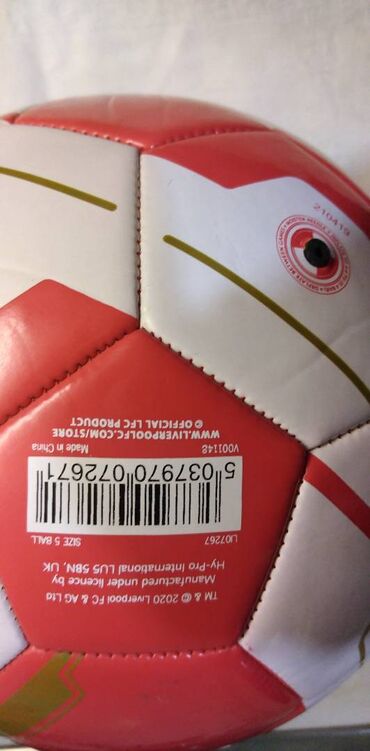 TM & © 2020 Liverpool FC & AG Ltd
Manufactured under licence by
Hy-Pro International LU5 5BN, UK
LI07267 SIZE 5 BALL
5 037970 072671
V001148 Made in China
WWW.LIVERPOOLFC.COM/STORE
© OFFICIAL LFC PRODUCT
210419